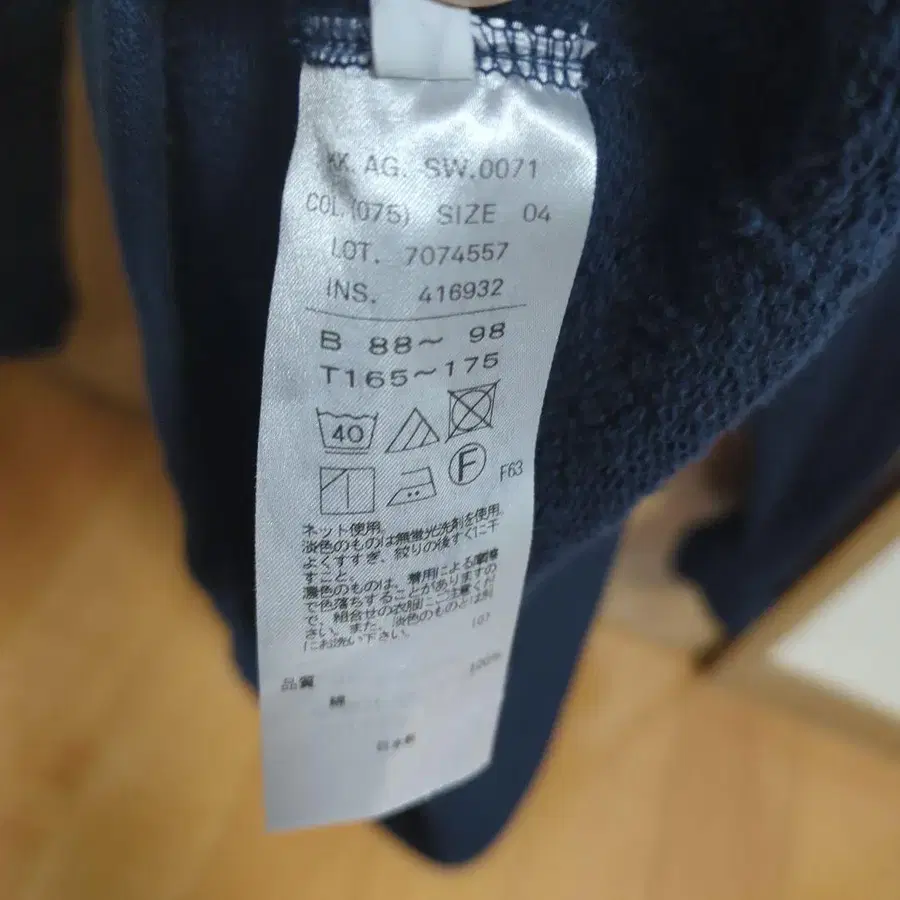 KK. AG. SW.0071
COL.(075) SIZE 04
LOT. 7074557
INS. 416932
B 88〜 98
T165〜175
40
F F63
ネット使用。
淡色のものは無蛍光洗剤を使用。
よくすすぎ、絞りの後すぐに干
すこと。
濃色のものは、着用による摩擦
で色落ちすることがありますの
で、組合せの衣服にご注意くだ
さい。また、淡色のものとは別
にお洗い下さい。
品質 100%
綿
日本製